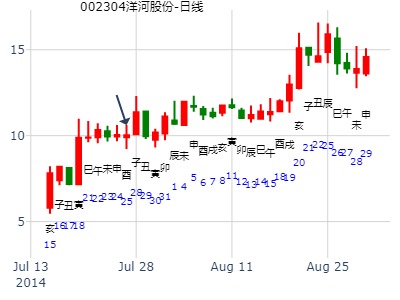 002304洋河股份-日线
15
10
5
亥 子 丑 寅 巳 午 未 申 酉 子 丑 寅 卯 辰 未 申 酉 戌 亥 寅 卯 辰 巳 午 酉 戌 亥 子 丑 辰 巳 午 未 申
15 16 17 18 21 22 23 24 25 28 29 30 31 1 4 5 6 7 8 11 12 13 14 15 18 19 20 21 22 25 26 27 28 29
Jul 13 Jul 28 Aug 11 Aug 25
2014